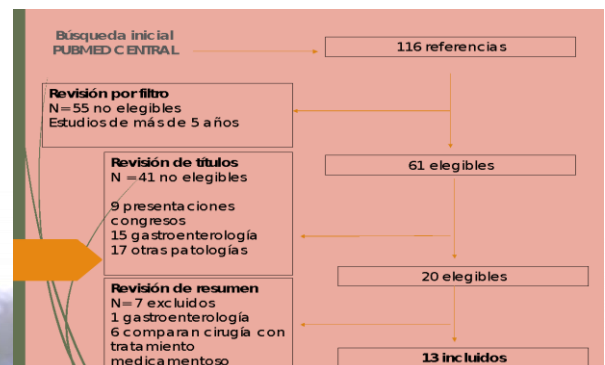 Búsqueda inicial
PUBMED CENTRAL
116 referencias
Revisión por filtro
N=55 no elegibles
Estudios de más de 5 años
61 elegibles
Revisión de títulos
N =41 no elegibles
9 presentaciones
congresos
15 gastroenterología
17 otras patologías
20 elegibles
Revisión de resumen
N=7 excluidos
1 gastroenterología
6 comparan cirugía con
tratamiento
medicamentoso
13 incluidos